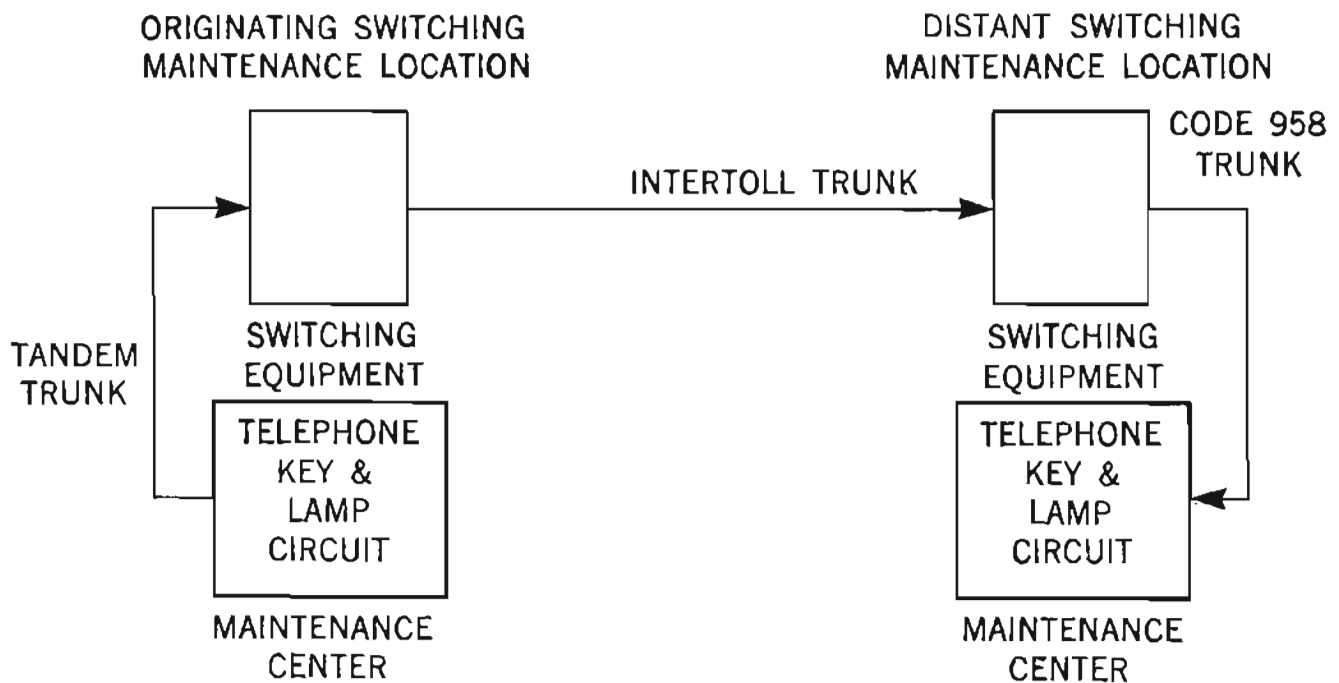 ORIGINATING SWITCHING
MAINTENANCE LOCATION
DISTANT SWITCHING
MAINTENANCE LOCATION
CODE 958
TRUNK
INTERTOLL TRUNK
TANDEM
TRUNK
SWITCHING
EQUIPMENT
SWITCHING
EQUIPMENT
TELEPHONE
KEY &
LAMP
CIRCUIT
TELEPHONE
KEY &
LAMP
CIRCUIT
MAINTENANCE
CENTER
MAINTENANCE
CENTER